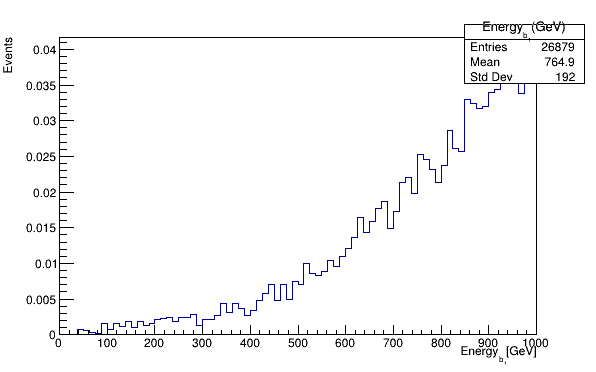 Energy_b1(GeV)
Entries 26879
Mean 764.9
Std Dev 192
Events
0.04
0.035
0.03
0.025
0.02
0.015
0.01
0.005
0
0 100 200 300 400 500 600 700 800 900 1000
Energy_b1[GeV]